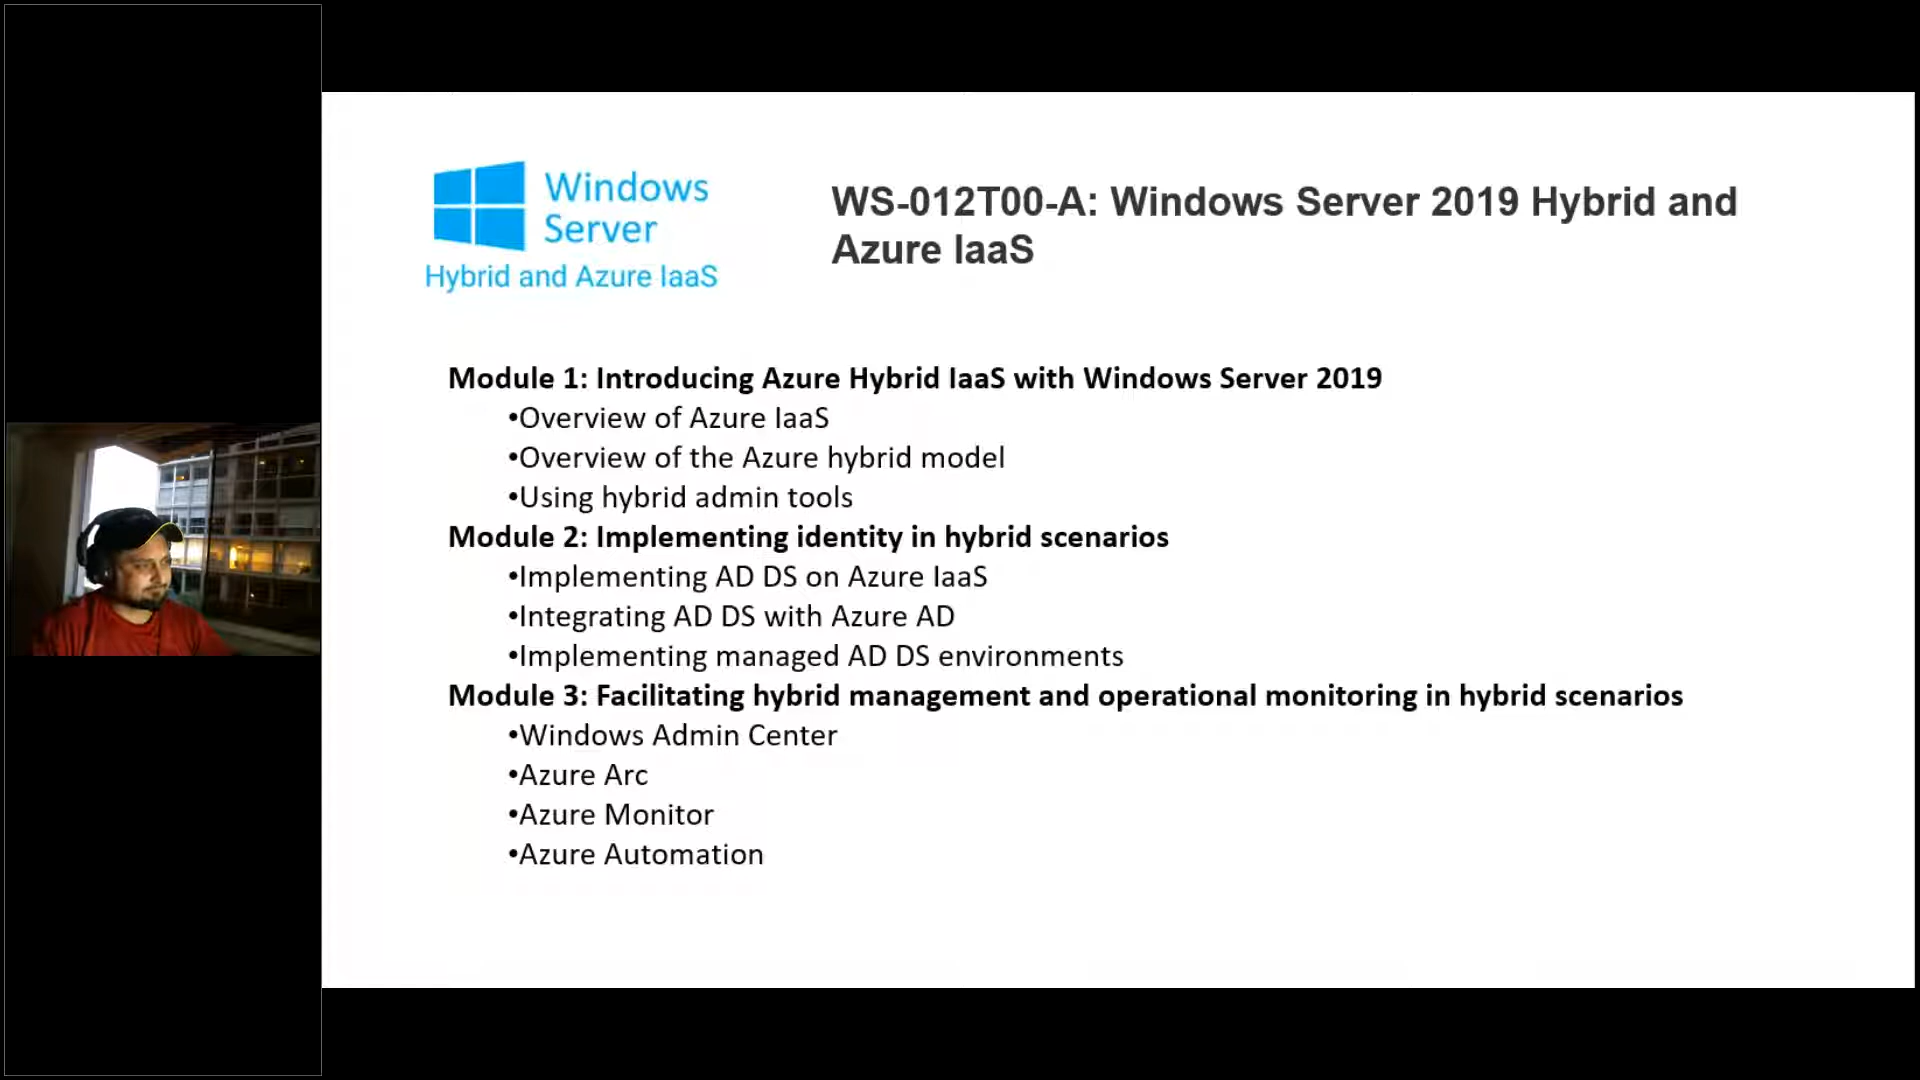 Windows
Server
Hybrid and Azure IaaS
WS-012T00-A: Windows Server 2019 Hybrid and
Azure IaaS
Module 1: Introducing Azure Hybrid IaaS with Windows Server 2019
•Overview of Azure IaaS
•Overview of the Azure hybrid model
•Using hybrid admin tools
Module 2: Implementing identity in hybrid scenarios
•Implementing AD DS on Azure IaaS
•Integrating AD DS with Azure AD
•Implementing managed AD DS environments
Module 3: Facilitating hybrid management and operational monitoring in hybrid scenarios
•Windows Admin Center
•Azure Arc
•Azure Monitor
•Azure Automation